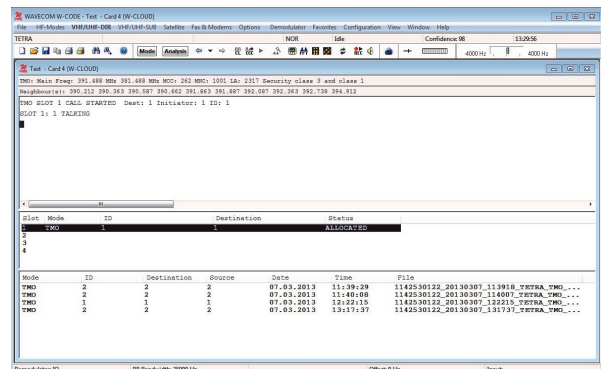 WAVECOM W-CODE - Text - Card 4 (W-CLOUD)
File HF-Modes VHF/UHF-DIR VHF/UHF-SUB Satellite Fax & Modems Options Demodulator Favorites Configuration View Window Help
TETRA NOR Idle Confidence: 98 13:29:56
Mode Analysis -4000 Hz 4000 Hz
Text - Card 4 (W-CLOUD)
TMO: Main Freq: 391.488 MHz 381.488 MHz MCC: 262 MNC: 1001 LA: 2317 Security class 3 and class 1
Neighbour(s): 390.212 390.363 390.587 390.662 391.863 391.887 392.087 392.363 392.738 394.912
TMO SLOT 1 CALL STARTED Dest: 1 Initiator: 1 ID: 1
SLOT 1: 1 TALKING
Slot Mode ID Destination Status
1 TMO 1 1 ALLOCATED
2
3
4
Mode ID Destination Source Date Time File
TMO 2 2 2 07.03.2013 11:39:29 1142530122_20130307_113918_TETRA_TMO_...
TMO 2 2 2 07.03.2013 11:40:08 1142530122_20130307_114007_TETRA_TMO_...
TMO 1 1 2 07.03.2013 12:22:15 1142530122_20130307_122215_TETRA_TMO_...
TMO 2 2 2 07.03.2013 13:17:37 1142530122_20130307_131737_TETRA_TMO_...